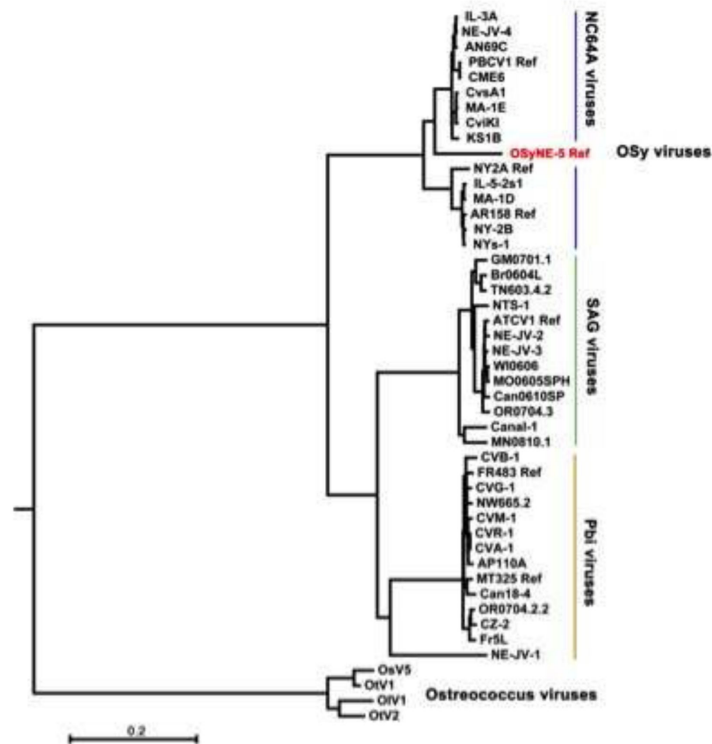 IL-3A
NE-JV-4
AN69C
PBCV1 Ref
CME6
CvsA1
MA-1E
CviKI
KS1B
NC64A viruses
OSyNE-5 Ref
OSy viruses
NY2A Ref
IL-5-2s1
MA-1D
AR158 Ref
NY-2B
NYs-1
GM0701.1
Br0604L
TN603.4.2
NTS-1
ATCV1 Ref
NE-JV-2
NE-JV-3
WI0606
MO0605SPH
Can0610SP
OR0704.3
Canal-1
MN0810.1
SAG viruses
CVB-1
FR483 Ref
CVG-1
NW665.2
CVM-1
CVR-1
CVA-1
AP110A
MT325 Ref
Can18-4
OR0704.2.2
CZ-2
Fr5L
NE-JV-1
Pbi viruses
OsV5
OtV1
OlV1
OtV2
Ostreococcus viruses
0.2